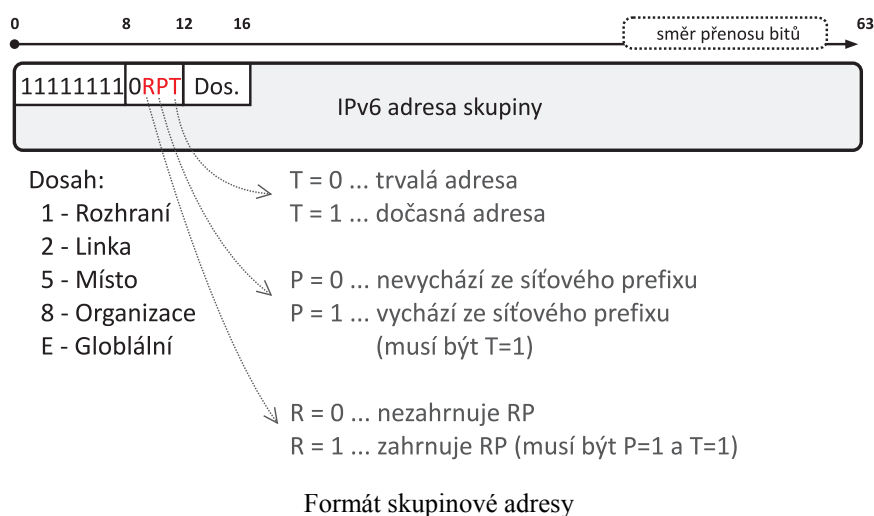 0 8 12 16 63
směr přenosu bitů
11111111 0RPT Dos.
IPv6 adresa skupiny
Dosah:
1 - Rozhraní
2 - Linka
5 - Místo
8 - Organizace
E - Globlální
T = 0 ... trvalá adresa
T = 1 ... dočasná adresa
P = 0 ... nevychází ze síťového prefixu
P = 1 ... vychází ze síťového prefixu
(musí být T=1)
R = 0 ... nezahrnuje RP
R = 1 ... zahrnuje RP (musí být P=1 a T=1)
Formát skupinové adresy